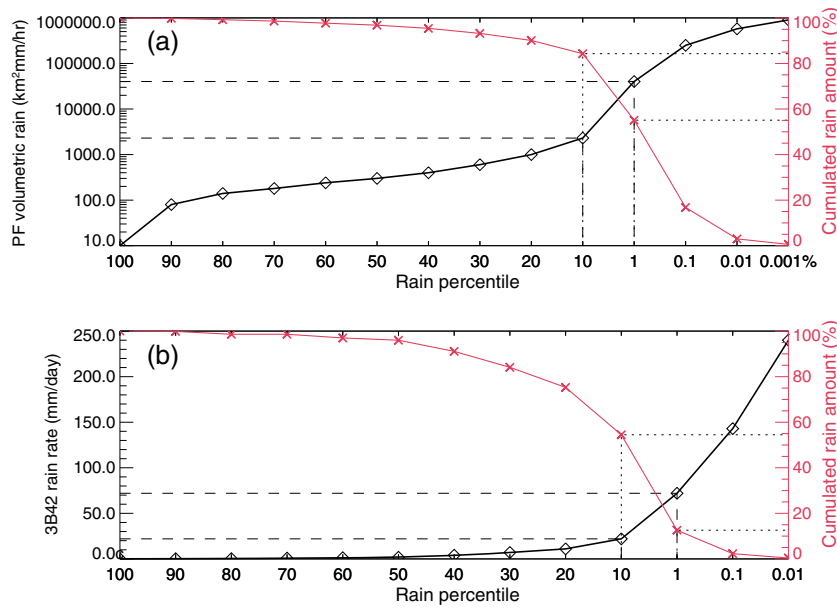 (a)
PF volumetric rain (km²mm/hr)
1000000.0
100000.0
10000.0
1000.0
100.0
10.0
100 90 80 70 60 50 40 30 20 10 1 0.1 0.01 0.001%
Rain percentile
100%
80
60
40
20
0
Cumulated rain amount (%)
(b)
3B42 rain rate (mm/day)
250.0
200.0
150.0
100.0
50.0
0.0
100 90 80 70 60 50 40 30 20 10 1 0.1 0.01
Rain percentile
100%
80
60
40
20
0
Cumulated rain amount (%)